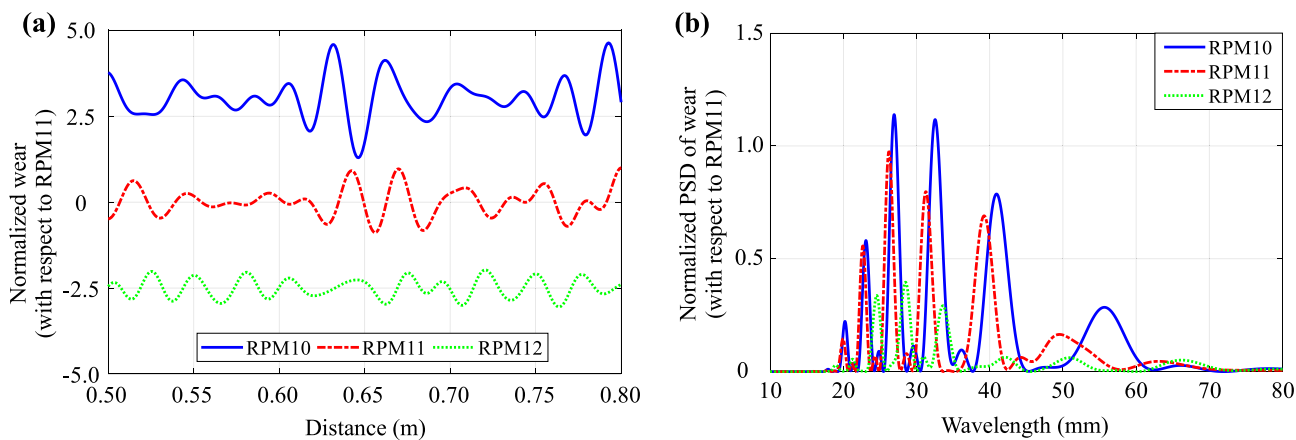 (a)
5.0
2.5
0
-2.5
-5.0
Normalized wear
(with respect to RPM11)
RPM10
RPM11
RPM12
0.50
0.55
0.60
0.65
0.70
0.75
0.80
Distance (m)
(b)
1.5
1.0
0.5
0
Normalized PSD of wear
(with respect to RPM11)
RPM10
RPM11
RPM12
10
20
30
40
50
60
70
80
Wavelength (mm)